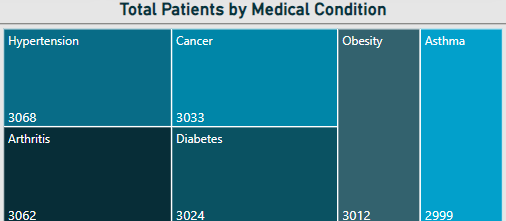 Total Patients by Medical Condition
Hypertension
3068
Cancer
3033
Obesity
3012
Asthma
2999
Arthritis
3062
Diabetes
3024